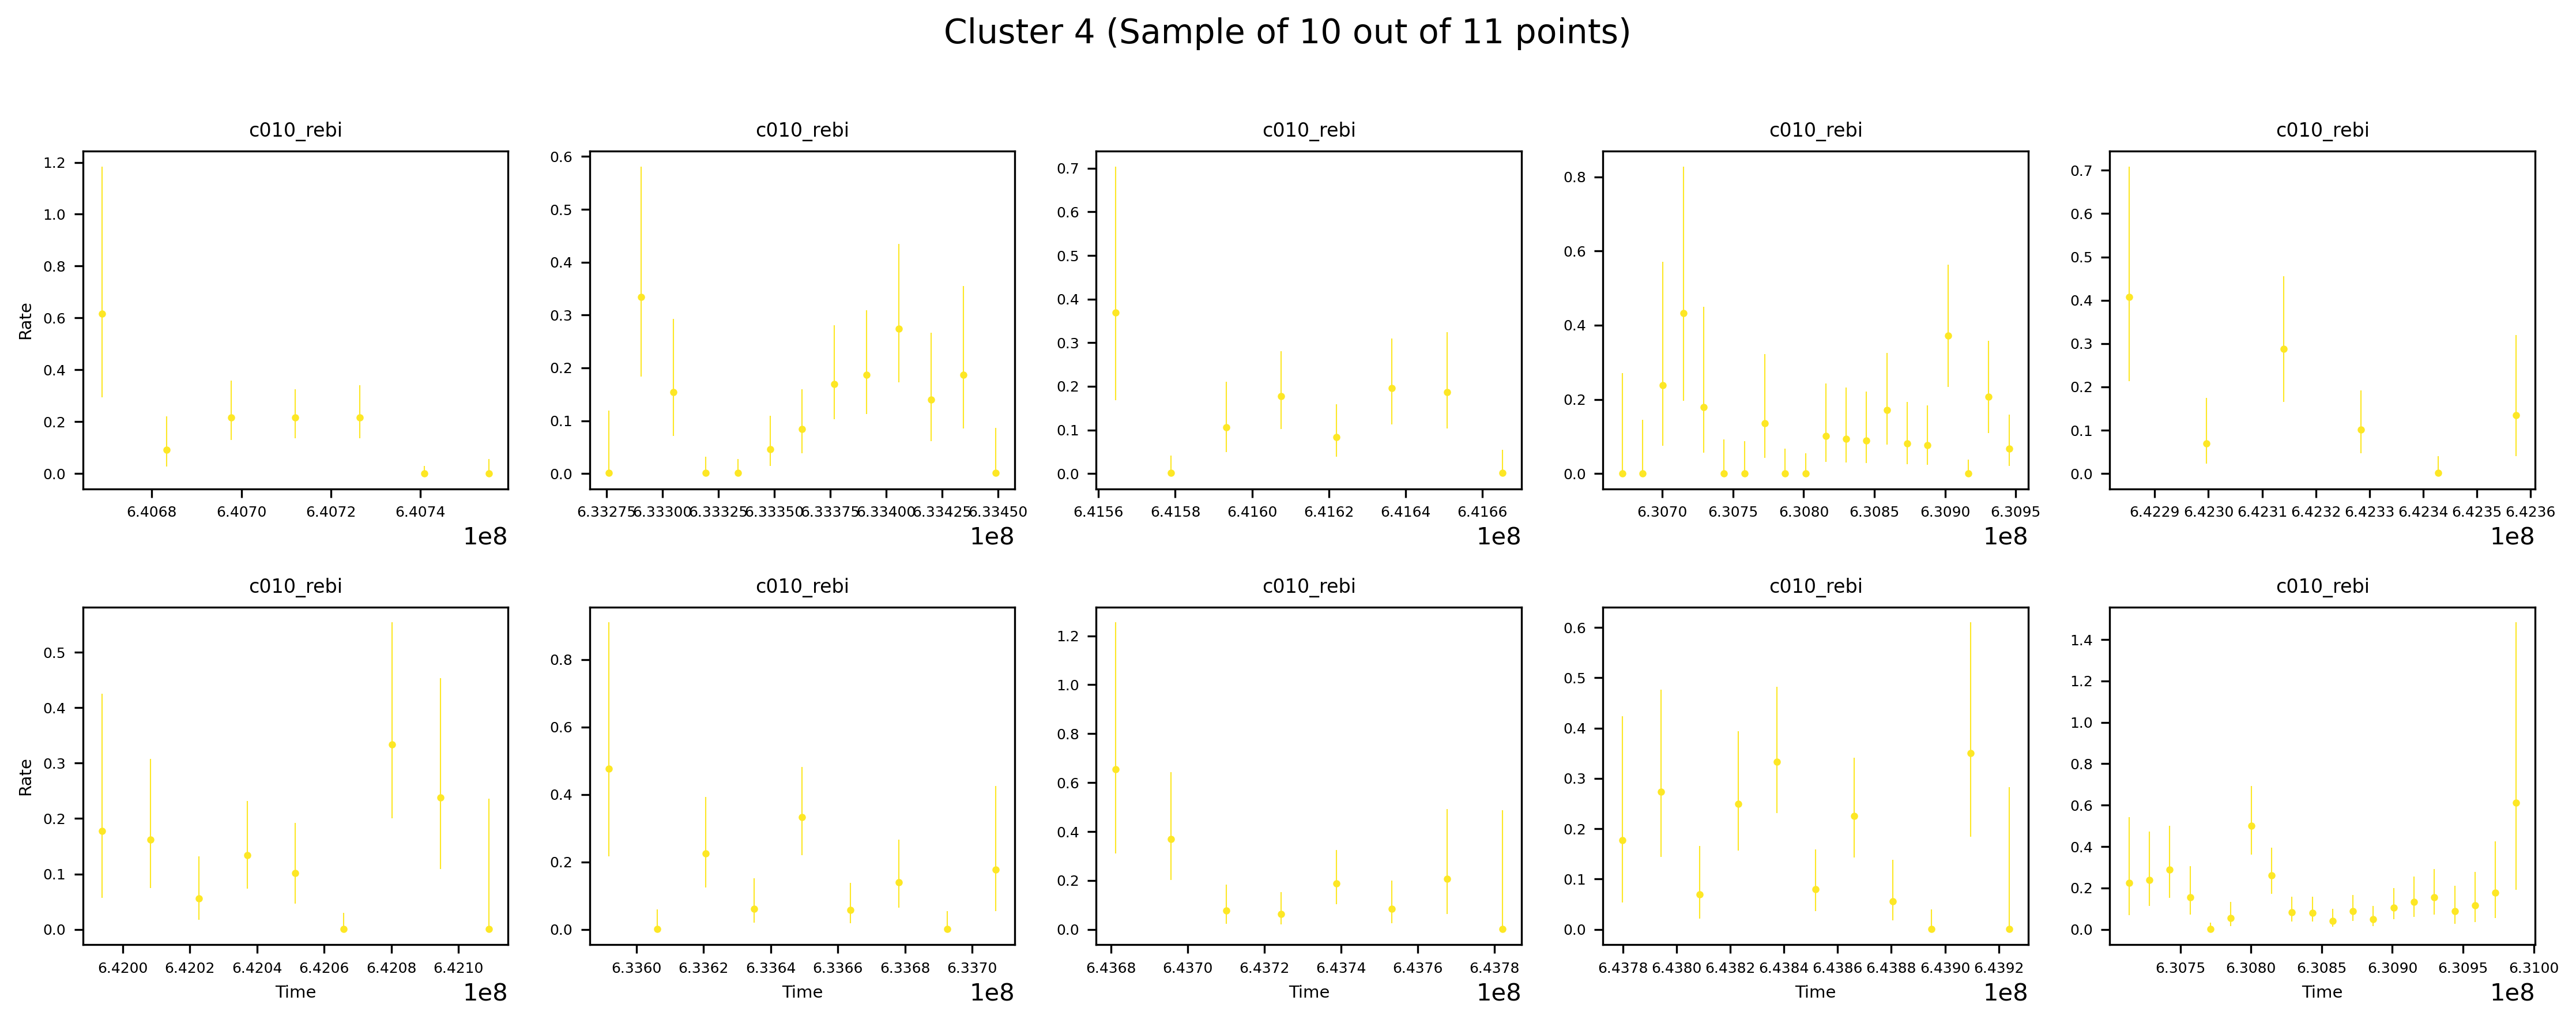 Cluster 4 (Sample of 10 out of 11 points)
c010_rebi
Rate
1.2
1.0
0.8
0.6
0.4
0.2
0.0
6.4068 6.4070 6.4072 6.4074
1e8
c010_rebi
0.6
0.5
0.4
0.3
0.2
0.1
0.0
6.33275 6.33300 6.33325 6.33350 6.33375 6.33400 6.33425 6.33450
1e8
c010_rebi
0.7
0.6
0.5
0.4
0.3
0.2
0.1
0.0
6.4156 6.4158 6.4160 6.4162 6.4164 6.4166
1e8
c010_rebi
0.8
0.6
0.4
0.2
0.0
6.3070 6.3075 6.3080 6.3085 6.3090 6.3095
1e8
c010_rebi
0.7
0.6
0.5
0.4
0.3
0.2
0.1
0.0
6.4229 6.4230 6.4231 6.4232 6.4233 6.4234 6.4235 6.4236
1e8
c010_rebi
Rate
0.5
0.4
0.3
0.2
0.1
0.0
6.4200 6.4202 6.4204 6.4206 6.4208 6.4210
Time
1e8
c010_rebi
0.8
0.6
0.4
0.2
0.0
6.3360 6.3362 6.3364 6.3366 6.3368 6.3370
Time
1e8
c010_rebi
1.2
1.0
0.8
0.6
0.4
0.2
0.0
6.4368 6.4370 6.4372 6.4374 6.4376 6.4378
Time
1e8
c010_rebi
0.6
0.5
0.4
0.3
0.2
0.1
0.0
6.4378 6.4380 6.4382 6.4384 6.4386 6.4388 6.4390 6.4392
Time
1e8
c010_rebi
1.4
1.2
1.0
0.8
0.6
0.4
0.2
0.0
6.3075 6.3080 6.3085 6.3090 6.3095 6.3100
Time
1e8